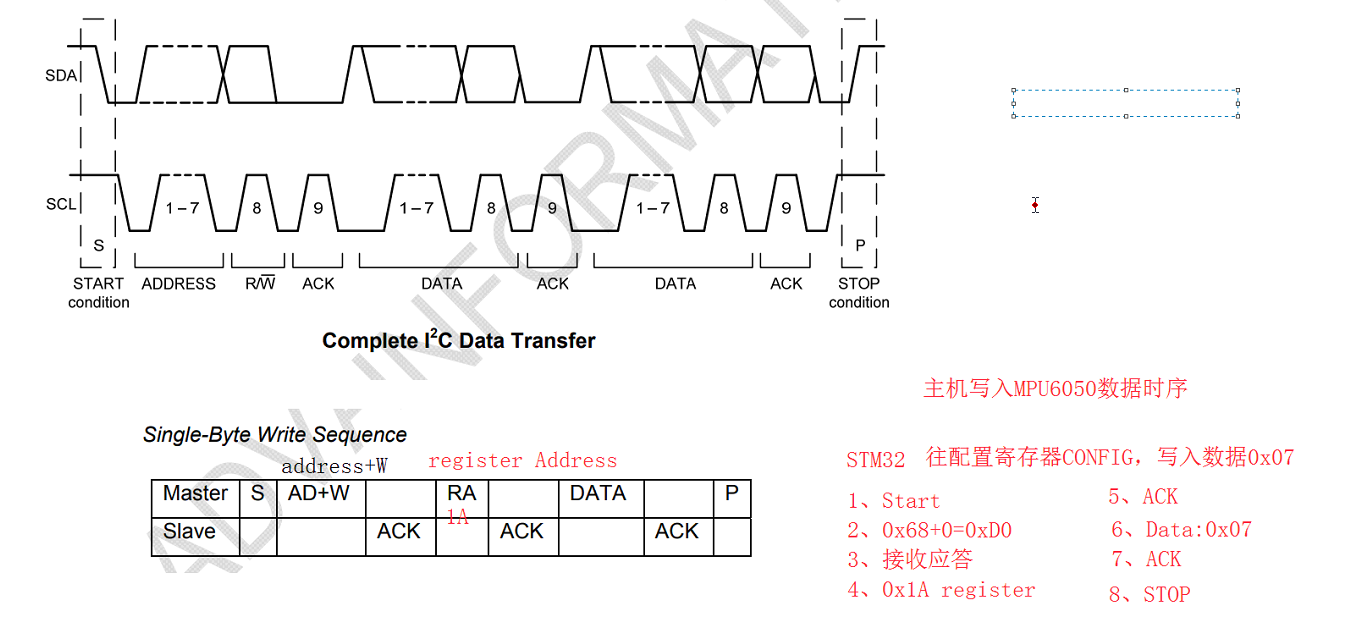 SDA
SCL
1–7 8 9 1–7 8 9 1–7 8 9
S P
START condition ADDRESS R/W̅ ACK DATA ACK DATA ACK STOP condition
Complete I²C Data Transfer
主机写入MPU6050数据时序
Single-Byte Write Sequence
address+W register Address
STM32 往配置寄存器CONFIG，写入数据0x07
Master S AD+W RA DATA P
1A
Slave ACK ACK ACK
1、Start
2、0x68+0=0xD0
3、接收应答
4、0x1A register
5、ACK
6、Data:0x07
7、ACK
8、STOP